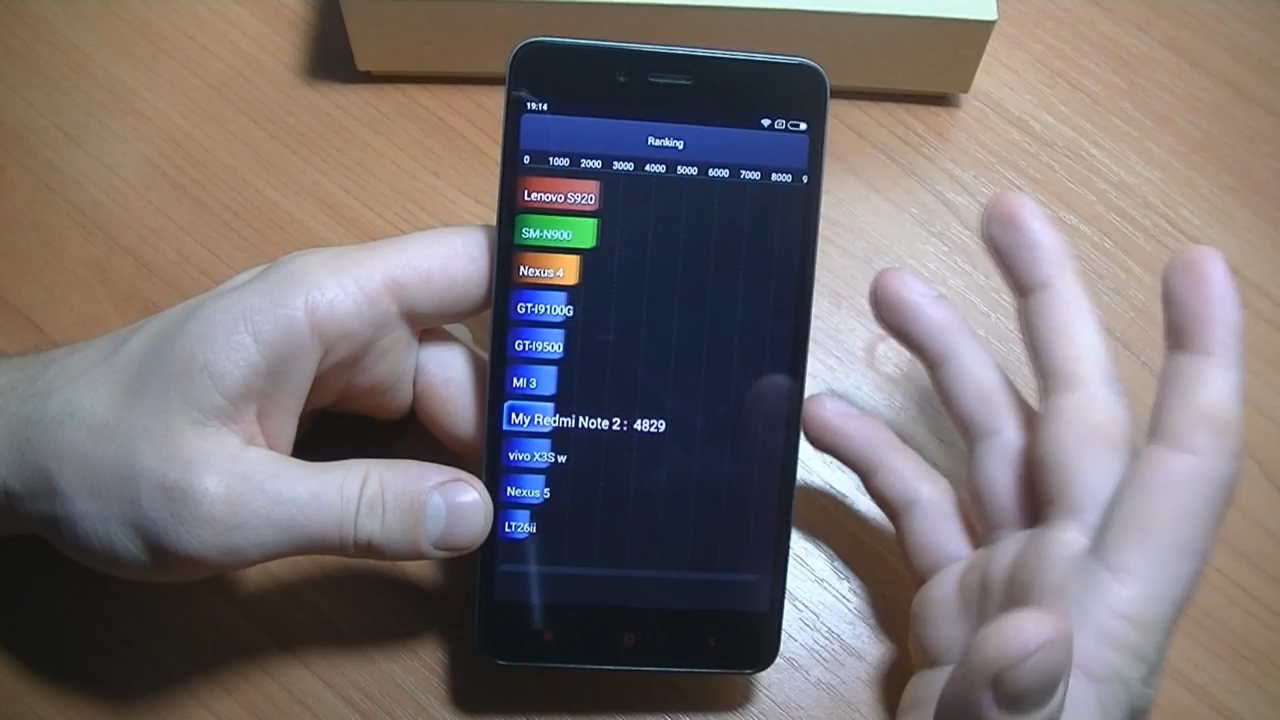 19:14
Ranking
0 1000 2000 3000 4000 5000 6000 7000 8000 9
Lenovo S920
SM-N900
Nexus 4
GT-I9100G
GT-I9500
MI 3
My Redmi Note 2 : 4829
vivo X3S w
Nexus 5
LT26ii